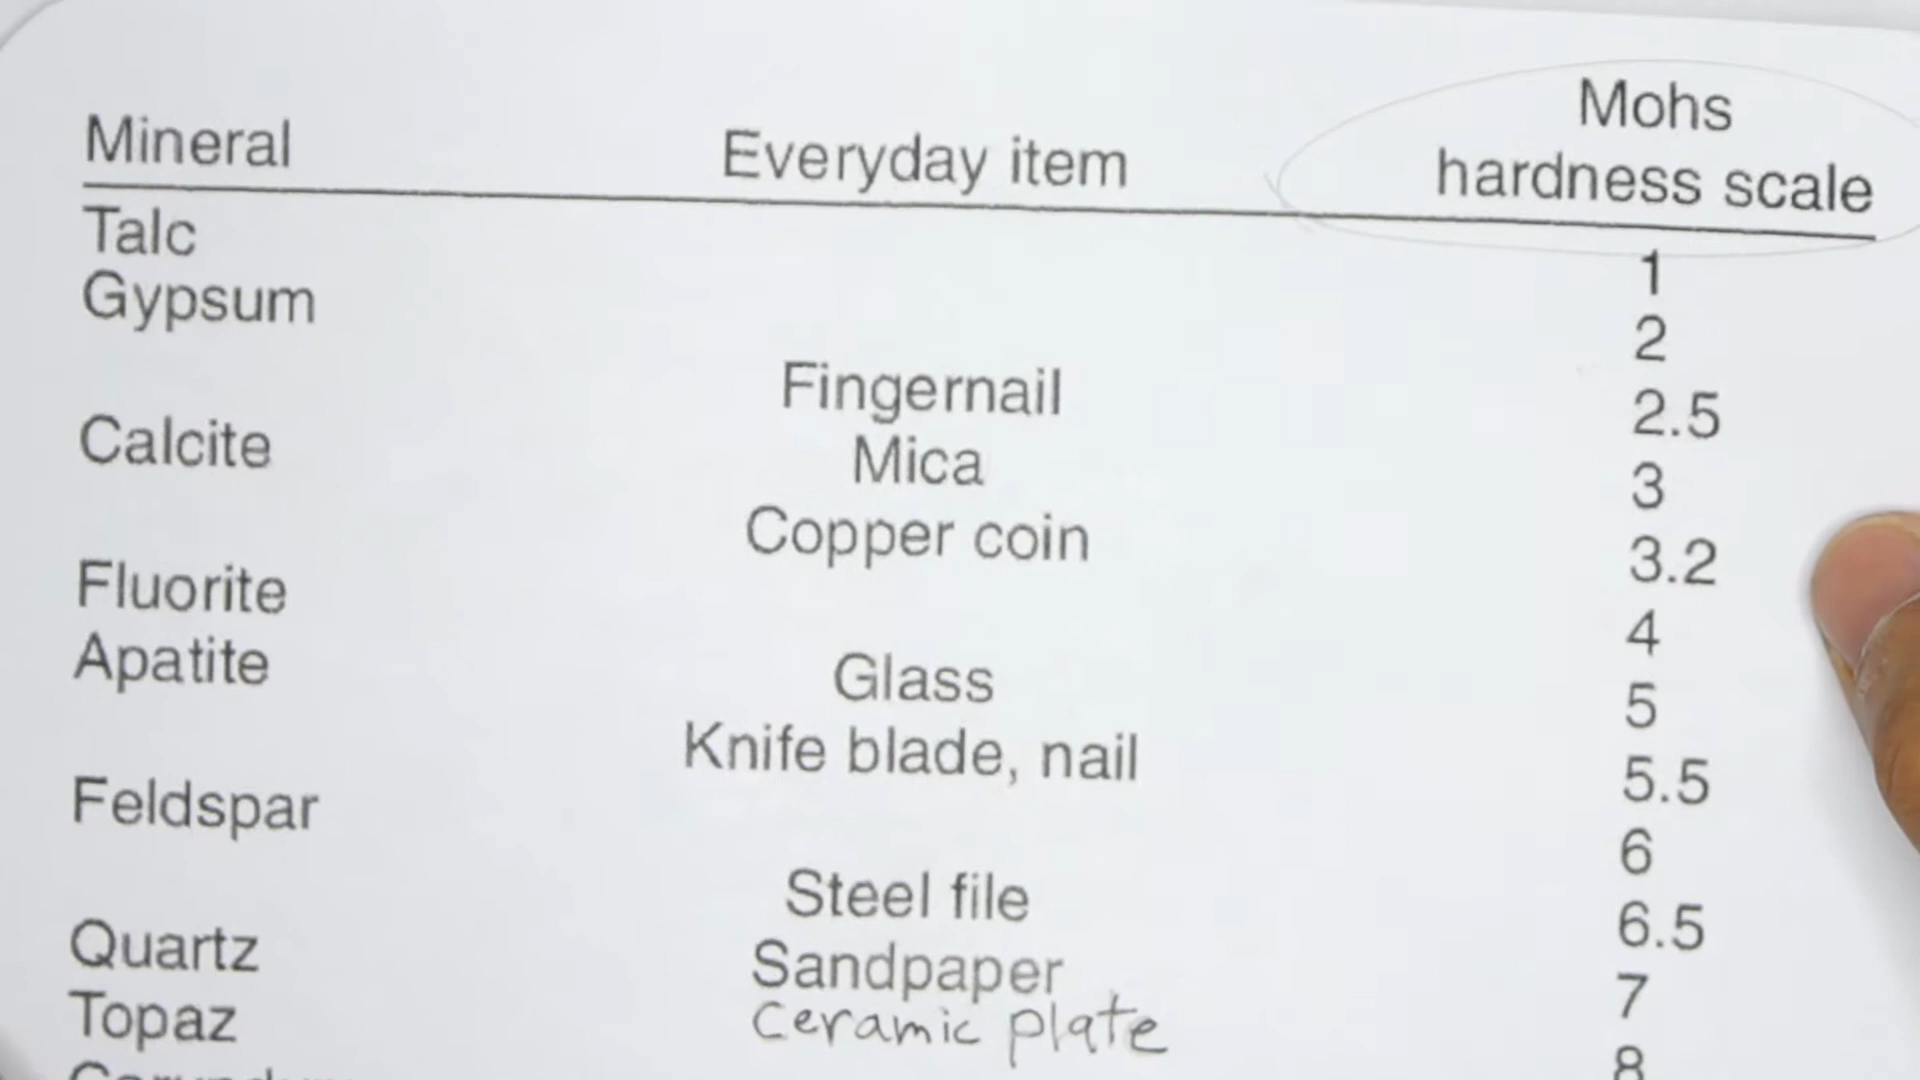 Mineral Everyday item Mohs hardness scale
Talc 1
Gypsum 2
Fingernail 2.5
Calcite Mica 3
Copper coin 3.2
Fluorite 4
Apatite Glass 5
Knife blade, nail 5.5
Feldspar 6
Steel file 6.5
Quartz Sandpaper 7
Topaz ceramic plate 8